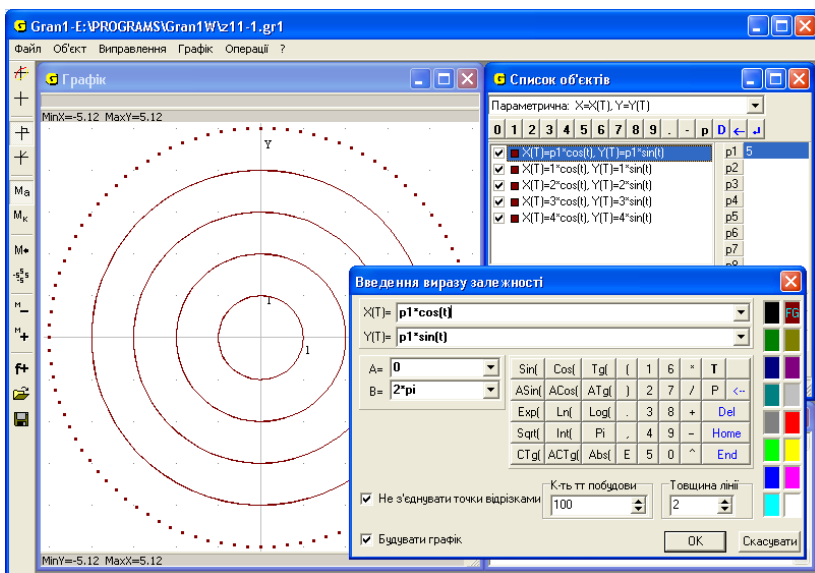 Gran1-E:\PROGRAMS\Gran1W\z11-1.gr1
Файл Об'єкт Виправлення Графік Операції ?
Графік
MinX=-5.12 MaxY=5.12
Y
1
1
MinY=-5.12 MaxX=5.12
Список об'єктів
Параметрична: X=X(T), Y=Y(T)
0 1 2 3 4 5 6 7 8 9 . - p D ←
X(T)=p1*cos(t), Y(T)=p1*sin(t)
X(T)=1*cos(t), Y(T)=1*sin(t)
X(T)=2*cos(t), Y(T)=2*sin(t)
X(T)=3*cos(t), Y(T)=3*sin(t)
X(T)=4*cos(t), Y(T)=4*sin(t)
p1 5
p2
p3
p4
p5
p6
p7
Ma
Mк
M
M
M+
f+
Введення виразу залежності
X(T)= p1*cos(t)
Y(T)= p1*sin(t)
A= 0
B= 2*pi
Sin( Cos( Tg( ( 1 6 * T
ASin( ACos( ATg( ) 2 7 / P <--
Exp( Ln( Log( . 3 8 + Del
Sqrt( Int( Pi , 4 9 - Home
CTg( ACTg( Abs( E 5 0 ^ End
FG
Не з'єднувати точки відрізками
К-ть тт побудови
100
Товщина лінії
2
Будувати графік
OK Скасувати